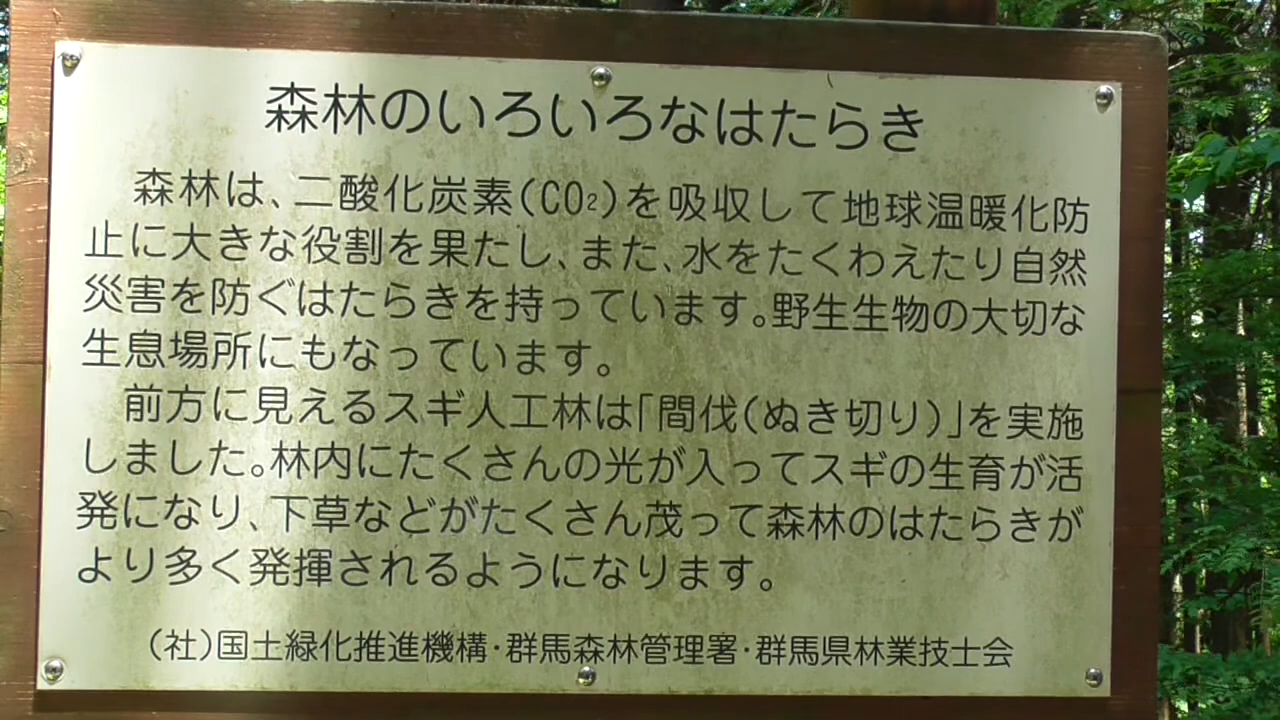 森林のいろいろなはたらき
森林は、二酸化炭素(CO₂)を吸収して地球温暖化防
止に大きな役割を果たし、また、水をたくわえたり自然
災害を防ぐはたらきを持っています。野生生物の大切な
生息場所にもなっています。
前方に見えるスギ人工林は「間伐(ぬき切り)」を実施
しました。林内にたくさんの光が入ってスギの生育が活
発になり、下草などがたくさん茂って森林のはたらきが
より多く発揮されるようになります。
(社)国土緑化推進機構・群馬森林管理署・群馬県林業技士会